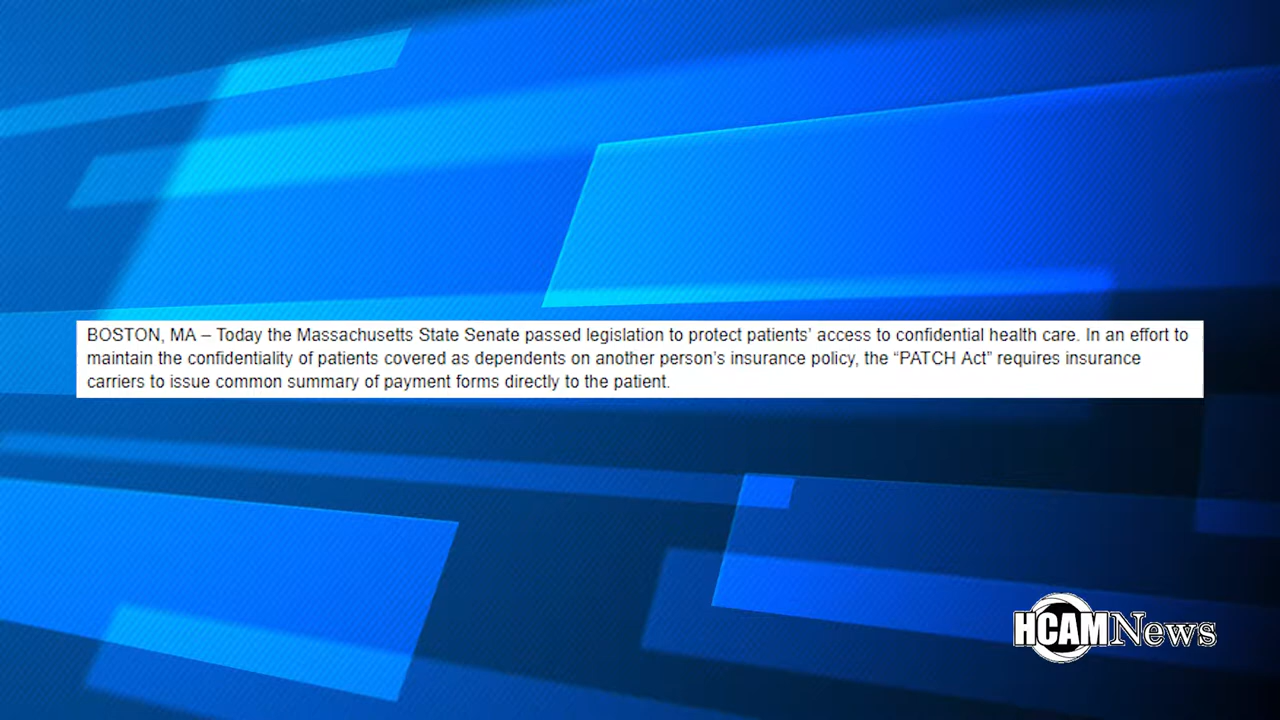 BOSTON, MA – Today the Massachusetts State Senate passed legislation to protect patients’ access to confidential health care. In an effort to
maintain the confidentiality of patients covered as dependents on another person’s insurance policy, the “PATCH Act” requires insurance
carriers to issue common summary of payment forms directly to the patient.
HCAM News